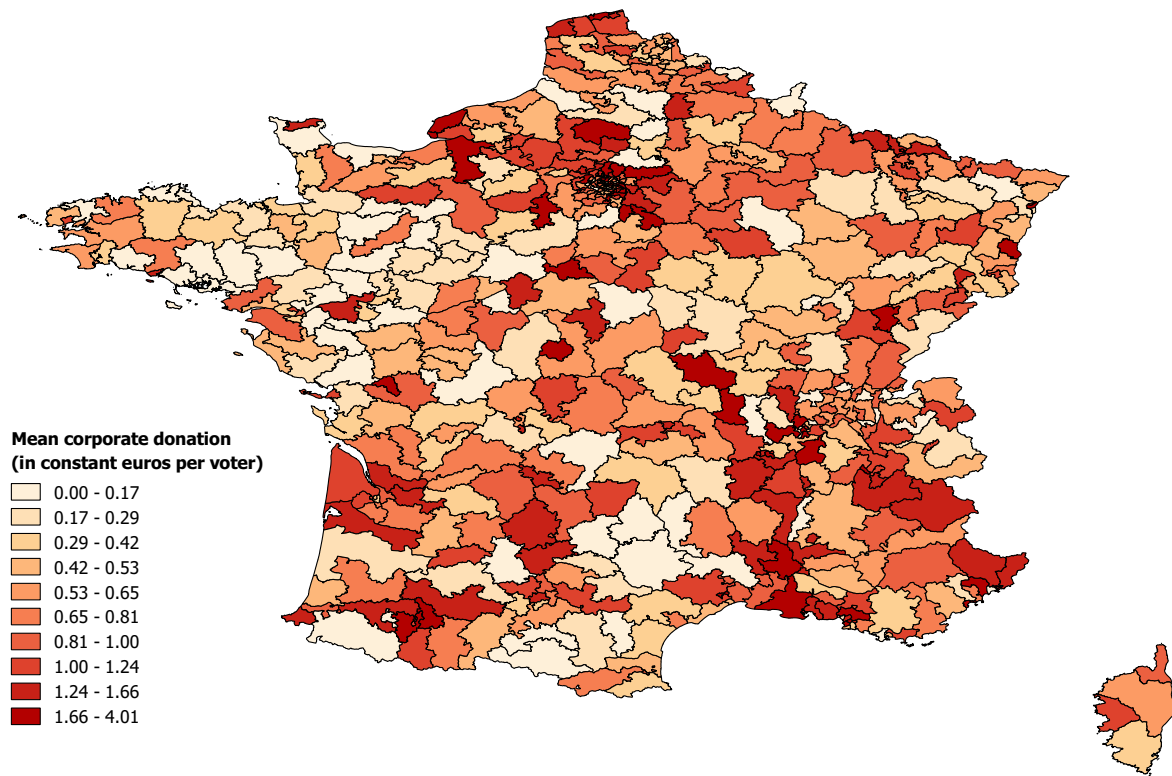 Mean corporate donation
(in constant euros per voter)
0.00 - 0.17
0.17 - 0.29
0.29 - 0.42
0.42 - 0.53
0.53 - 0.65
0.65 - 0.81
0.81 - 1.00
1.00 - 1.24
1.24 - 1.66
1.66 - 4.01